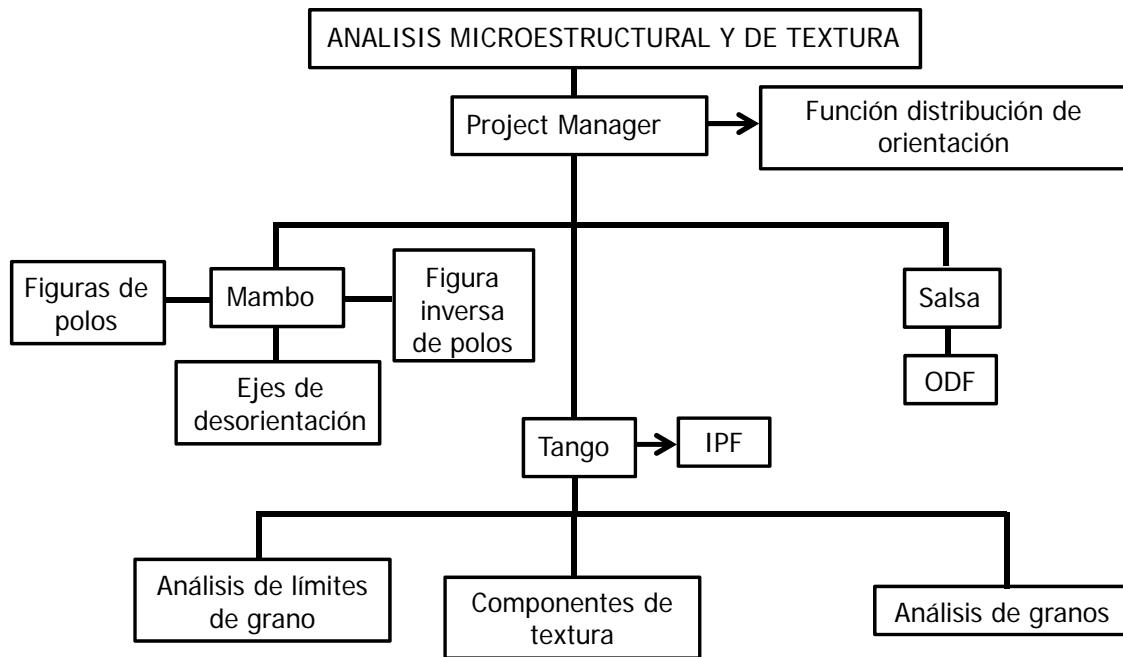 ANALISIS MICROESTRUCTURAL Y DE TEXTURA
Project Manager
Función distribución de
orientación
Figuras de
polos
Mambo
Figura
inversa
de polos
Ejes de
desorientación
Salsa
ODF
Tango
IPF
Análisis de límites
de grano
Componentes de
textura
Análisis de granos